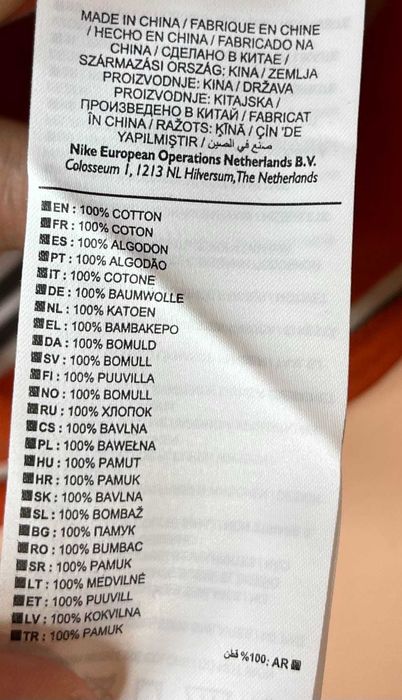 MADE IN CHINA / FABRIQUE EN CHINE
/ HECHO EN CHINA / FABRICADO NA
CHINA / СДЕЛАНО В КИТАЕ /
SZÁRMAZÁSI ORSZÁG: KINA / ZEMLJA
PROIZVODNJE: KINA / DRŽAVA
PROIZVODNJE: KITAJSKA /
ПРОИЗВЕДЕНО В КИТАЙ / FABRICAT
ÎN CHINA / RAŽOTS: ĶĪNĀ / ÇİN 'DE
YAPILMIŞTIR / صنع في الصين
Nike European Operations Netherlands B.V.
Colosseum 1, 1213 NL Hilversum, The Netherlands
EN : 100% COTTON
FR : 100% COTON
ES : 100% ALGODON
PT : 100% ALGODÃO
IT : 100% COTONE
DE : 100% BAUMWOLLE
NL : 100% KATOEN
EL : 100% ΒΑΜΒΑΚΕΡΟ
DA : 100% BOMULD
SV : 100% BOMULL
FI : 100% PUUVILLA
NO : 100% BOMULL
RU : 100% ХЛОПОК
CS : 100% BAVLNA
PL : 100% BAWEŁNA
HU : 100% PAMUT
HR : 100% PAMUK
SK : 100% BAVLNA
SL : 100% BOMBAŽ
BG : 100% ПАМУК
RO : 100% BUMBAC
SR : 100% PAMUK
LT : 100% MEDVILNĖ
ET : 100% PUUVILL
LV : 100% KOKVILNA
TR : 100% PAMUK
قطن %100: AR